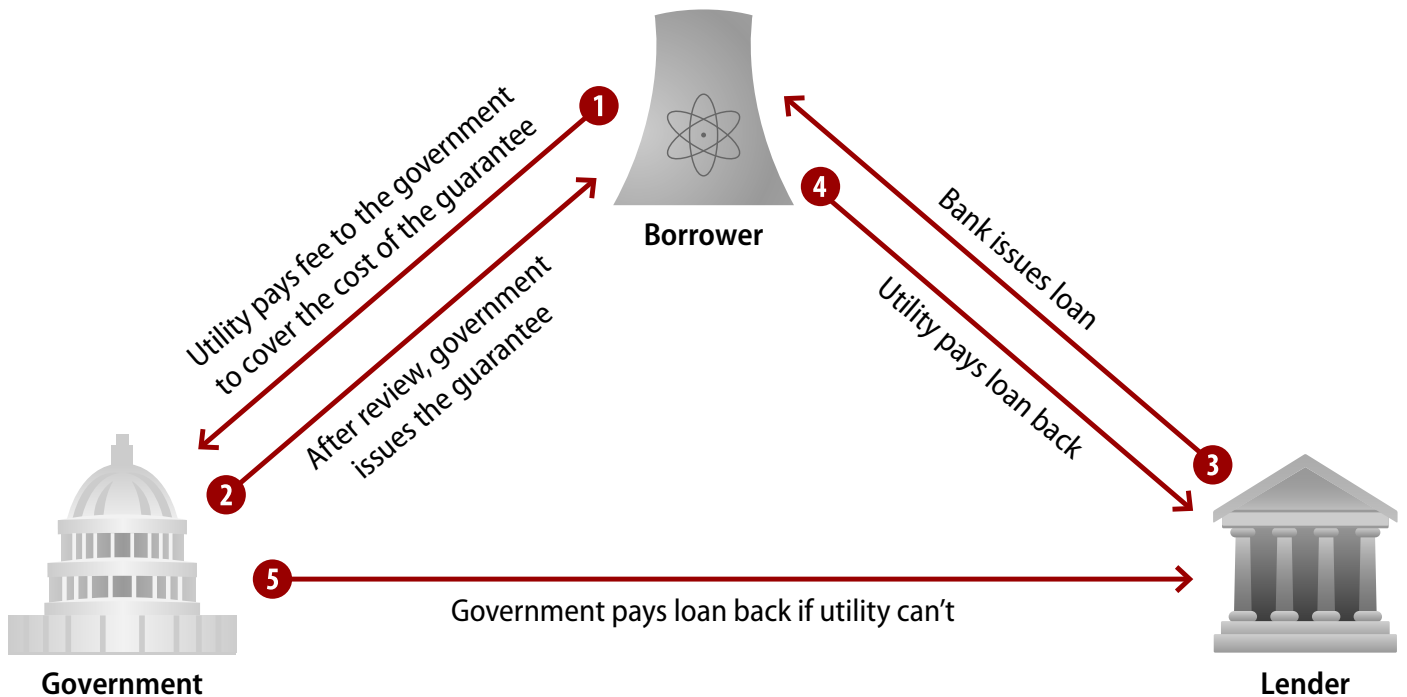 1
Utility pays fee to the government
to cover the cost of the guarantee
2
After review, government
issues the guarantee
Borrower
4
Utility pays loan back
Bank issues loan
3
5
Government pays loan back if utility can't
Government
Lender